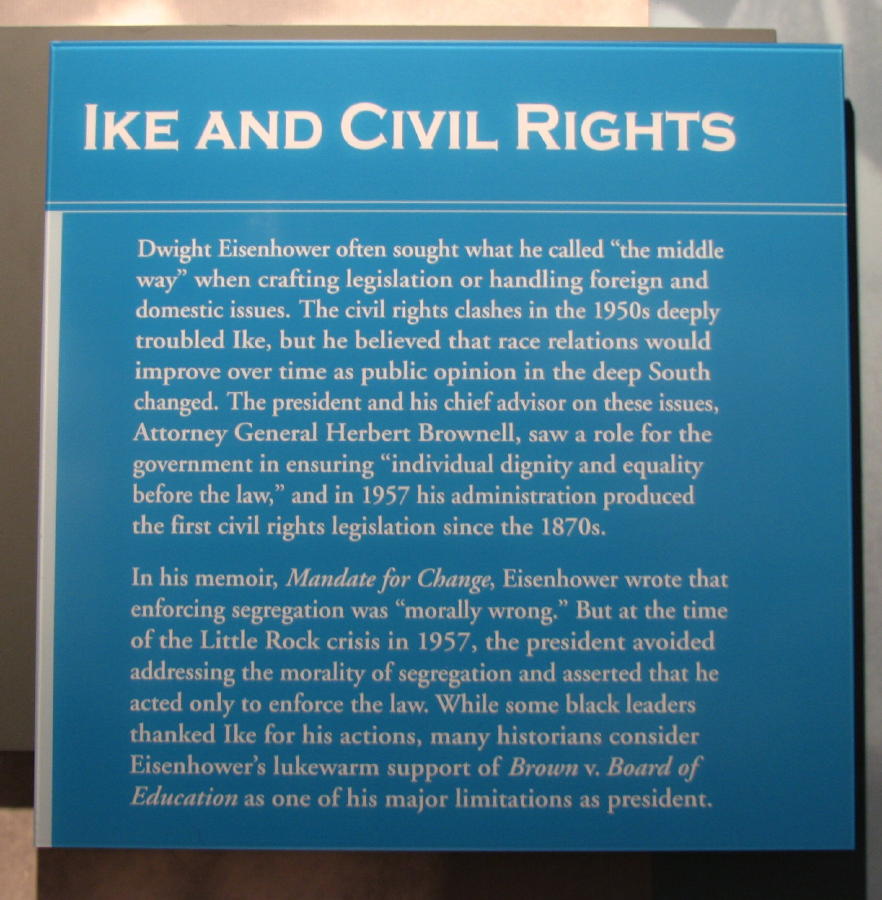 IKE AND CIVIL RIGHTS
Dwight Eisenhower often sought what he called “the middle
way” when crafting legislation or handling foreign and
domestic issues. The civil rights clashes in the 1950s deeply
troubled Ike, but he believed that race relations would
improve over time as public opinion in the deep South
changed. The president and his chief advisor on these issues,
Attorney General Herbert Brownell, saw a role for the
government in ensuring “individual dignity and equality
before the law,” and in 1957 his administration produced
the first civil rights legislation since the 1870s.
In his memoir, Mandate for Change, Eisenhower wrote that
enforcing segregation was “morally wrong.” But at the time
of the Little Rock crisis in 1957, the president avoided
addressing the morality of segregation and asserted that he
acted only to enforce the law. While some black leaders
thanked Ike for his actions, many historians consider
Eisenhower’s lukewarm support of Brown v. Board of
Education as one of his major limitations as president.